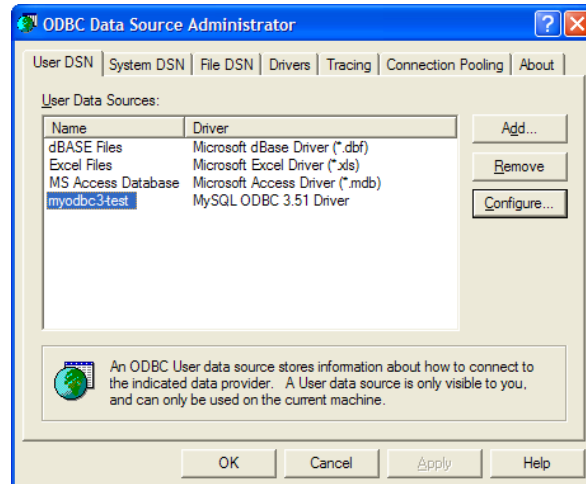 ODBC Data Source Administrator
User DSN System DSN File DSN Drivers Tracing Connection Pooling About
User Data Sources:
Name Driver
dBASE Files Microsoft dBase Driver (*.dbf)
Excel Files Microsoft Excel Driver (*.xls)
MS Access Database Microsoft Access Driver (*.mdb)
myodbc3-test MySQL ODBC 3.51 Driver
Add...
Remove
Configure...
An ODBC User data source stores information about how to connect to
the indicated data provider. A User data source is only visible to you,
and can only be used on the current machine.
OK Cancel Apply Help